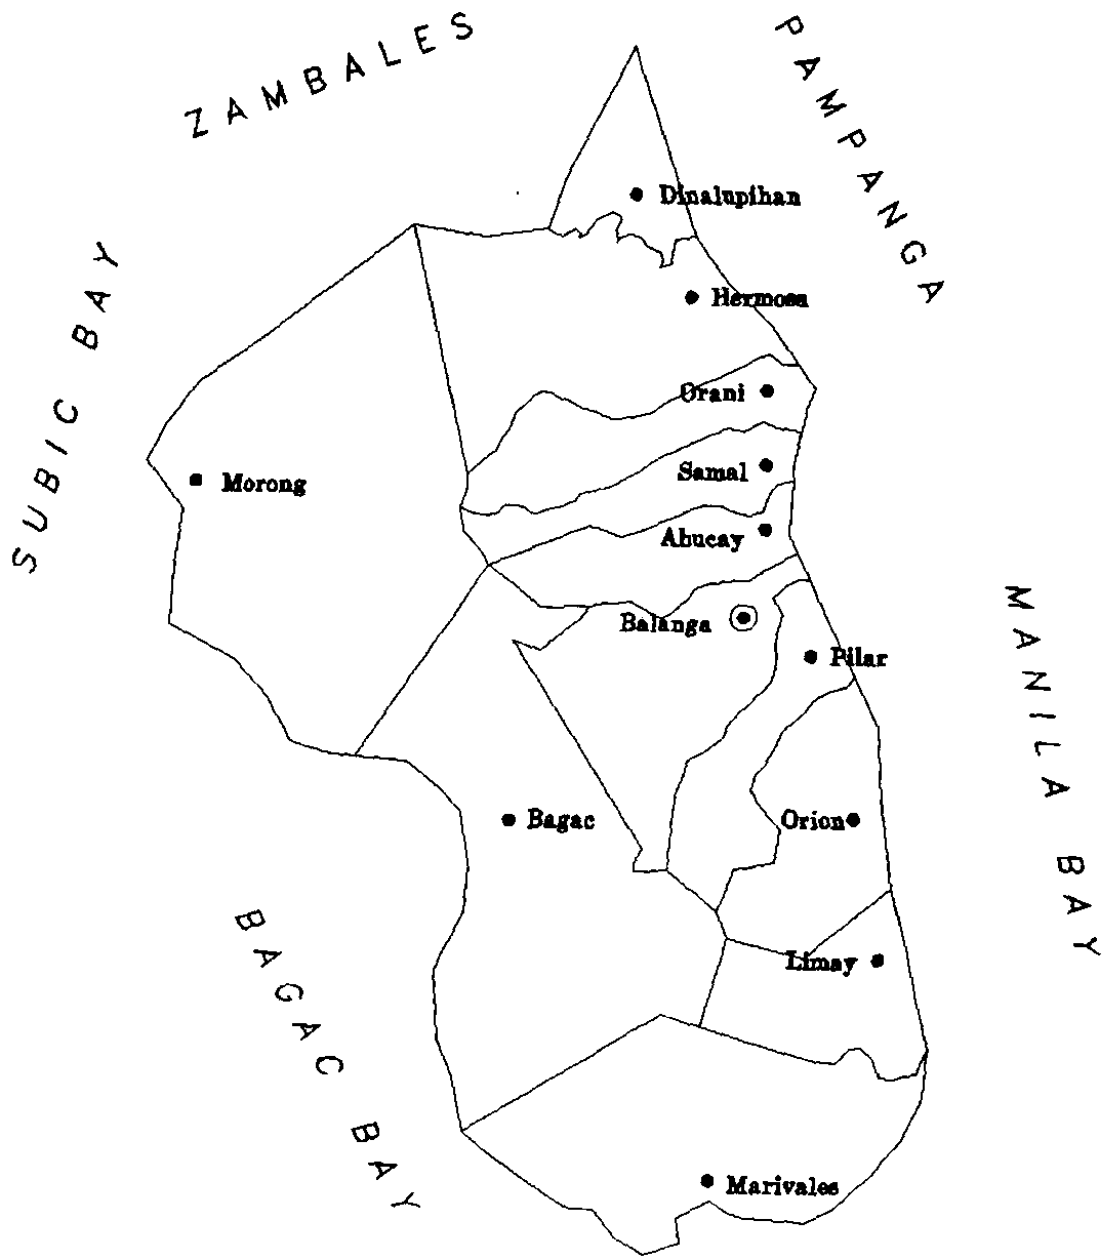 ZAMBALES
PAMPANGA
Dinalupihan
SUBIC BAY
Hermosa
Orani
Samal
Morong
Abucay
Balanga
MANILA BAY
Pilar
Bagac
Orion
BAGAC BAY
Limay
Marivales